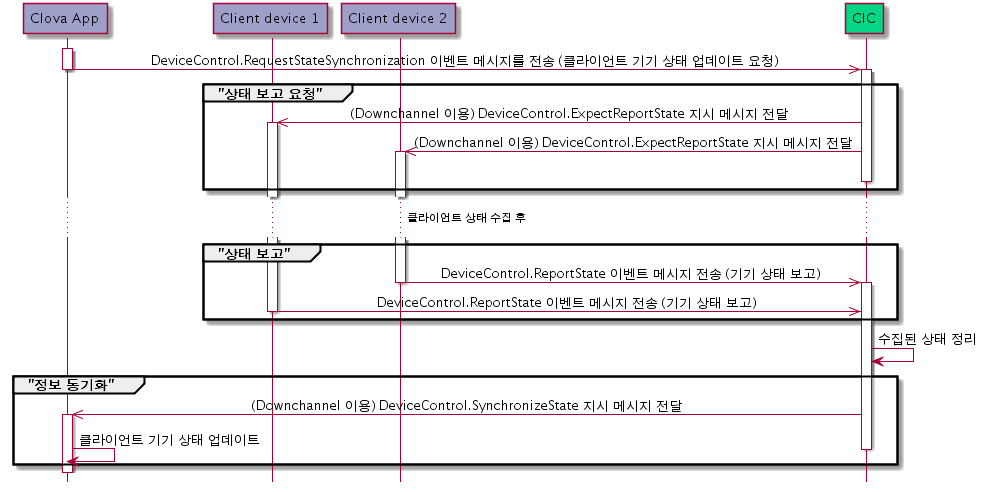 Clova App
Client device 1
Client device 2
CIC
DeviceControl.RequestStateSynchronization 이벤트 메시지를 전송 (클라이언트 기기 상태 업데이트 요청)
"상태 보고 요청"
(Downchannel 이용) DeviceControl.ExpectReportState 지시 메시지 전달
(Downchannel 이용) DeviceControl.ExpectReportState 지시 메시지 전달
클라이언트 상태 수집 후
"상태 보고"
DeviceControl.ReportState 이벤트 메시지 전송 (기기 상태 보고)
DeviceControl.ReportState 이벤트 메시지 전송 (기기 상태 보고)
수집된 상태 정리
"정보 동기화"
(Downchannel 이용) DeviceControl.SynchronizeState 지시 메시지 전달
클라이언트 기기 상태 업데이트